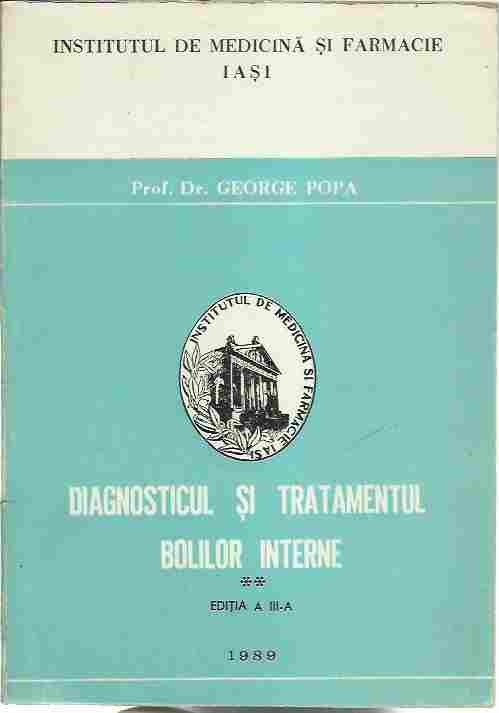 INSTITUTUL DE MEDICINĂ ȘI FARMACIE
IAȘI
Prof. Dr. GEORGE POPA
INSTITUTUL DE MEDICINĂ SI FARMACIE IAȘI
DIAGNOSTICUL ȘI TRATAMENTUL
BOLILOR INTERNE
**
EDIȚIA A III-A
1989